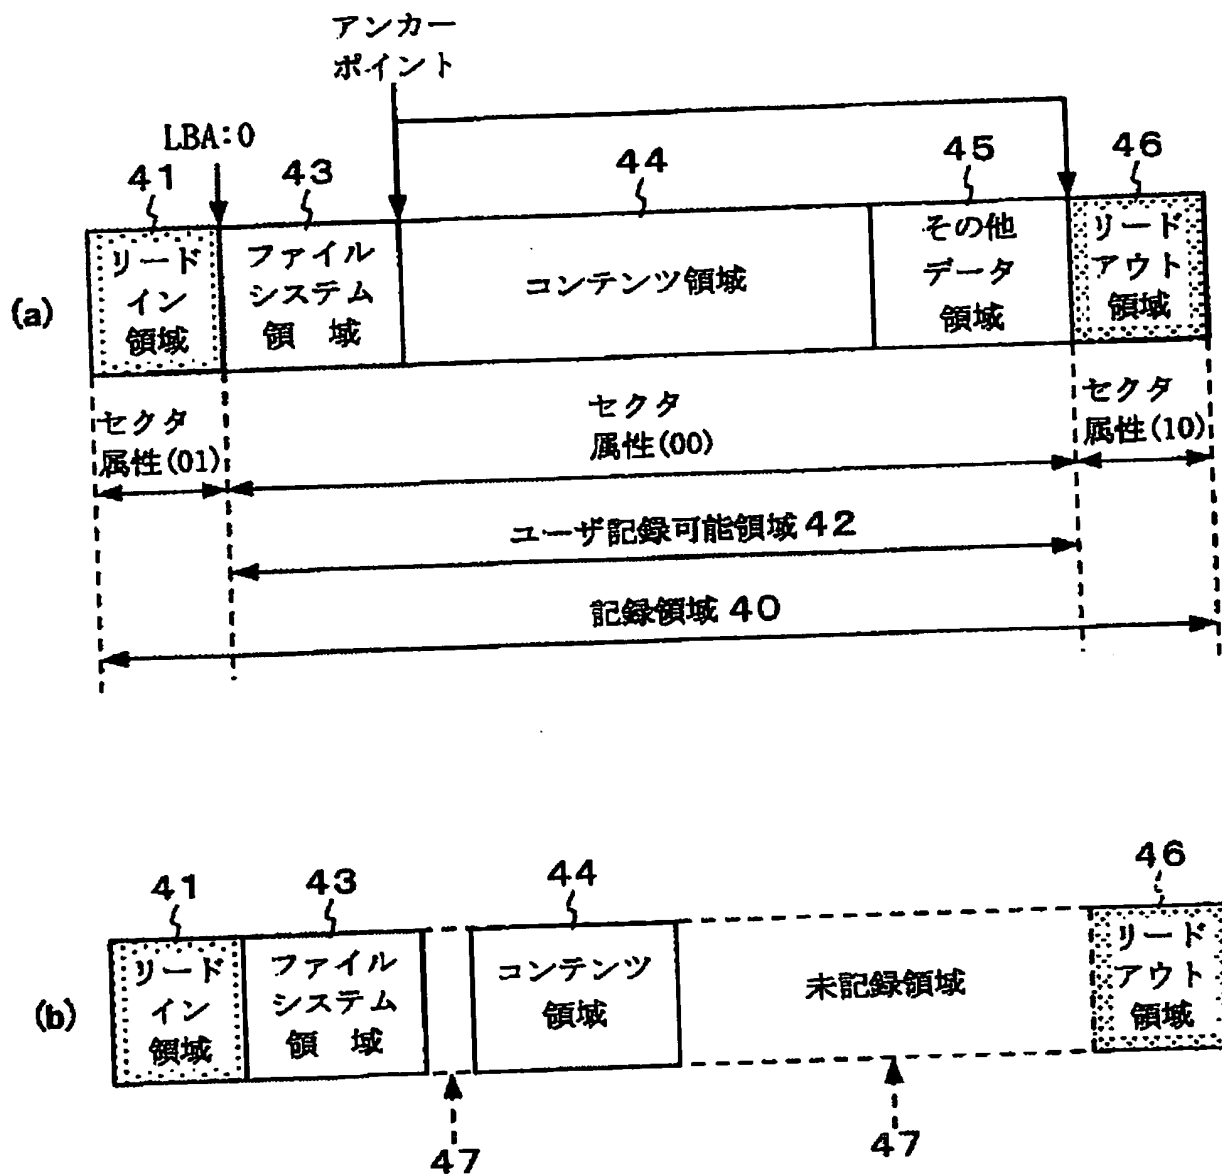 アンカー
ポイント
LBA:0
41
43
44
45
46
(a)
リード
イン
領域
ファイル
システム
領 域
コンテンツ領域
その他
データ
領域
リード
アウト
領域
セクタ
属性(01)
セクタ
属性(00)
セクタ
属性(10)
ユーザ記録可能領域42
記録領域40
41
43
44
46
(b)
リード
イン
領域
ファイル
システム
領 域
コンテンツ
領域
未記録領域
リード
アウト
領域
47
47